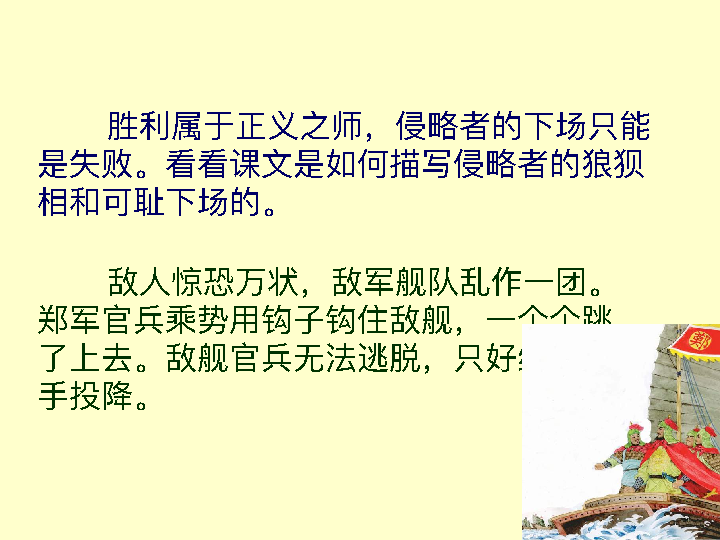 胜利属于正义之师，侵略者的下场只能
是失败。看看课文是如何描写侵略者的狼狈
相和可耻下场的。
敌人惊恐万状，敌军舰队乱作一团。
郑军官兵乘势用钩子钩住敌舰，一个个跳
了上去。敌舰官兵无法逃脱，只好
手投降。
鄭